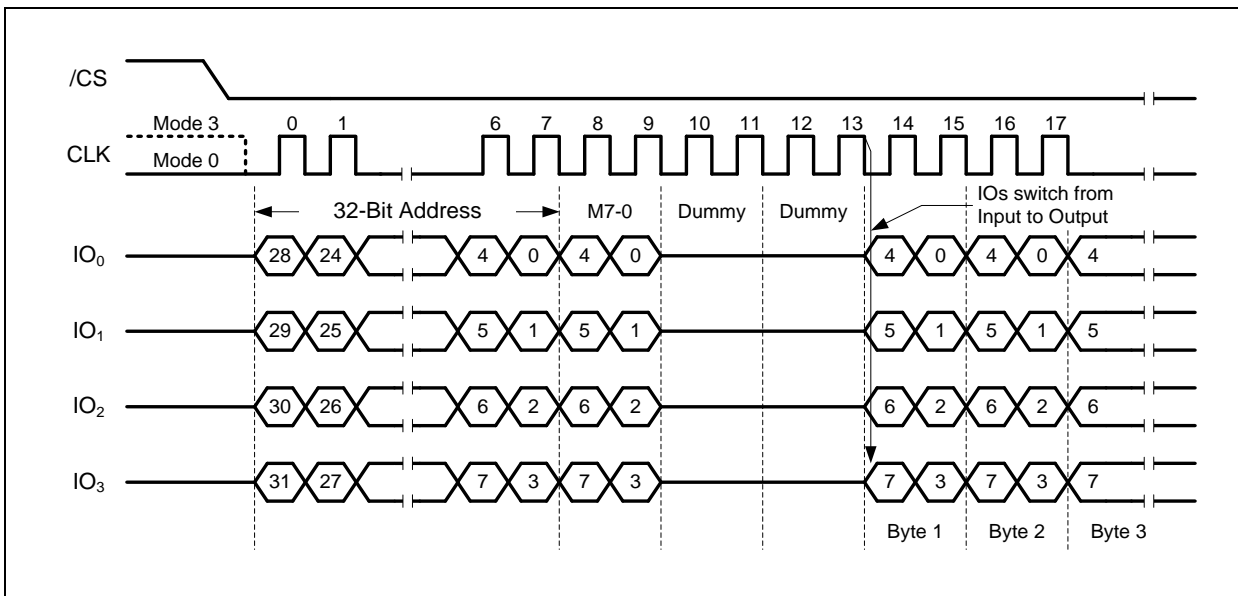 /CS
Mode 3 0 1 6 7 8 9 10 11 12 13 14 15 16 17
CLK
Mode 0
32-Bit Address M7-0 Dummy Dummy
IOs switch from
Input to Output
IO0 28 24 4 0 4 0 4 0 4 0 4
IO1 29 25 5 1 5 1 5 1 5 1 5
IO2 30 26 6 2 6 2 6 2 6 2 6
IO3 31 27 7 3 7 3 7 3 7 3 7
Byte 1 Byte 2 Byte 3